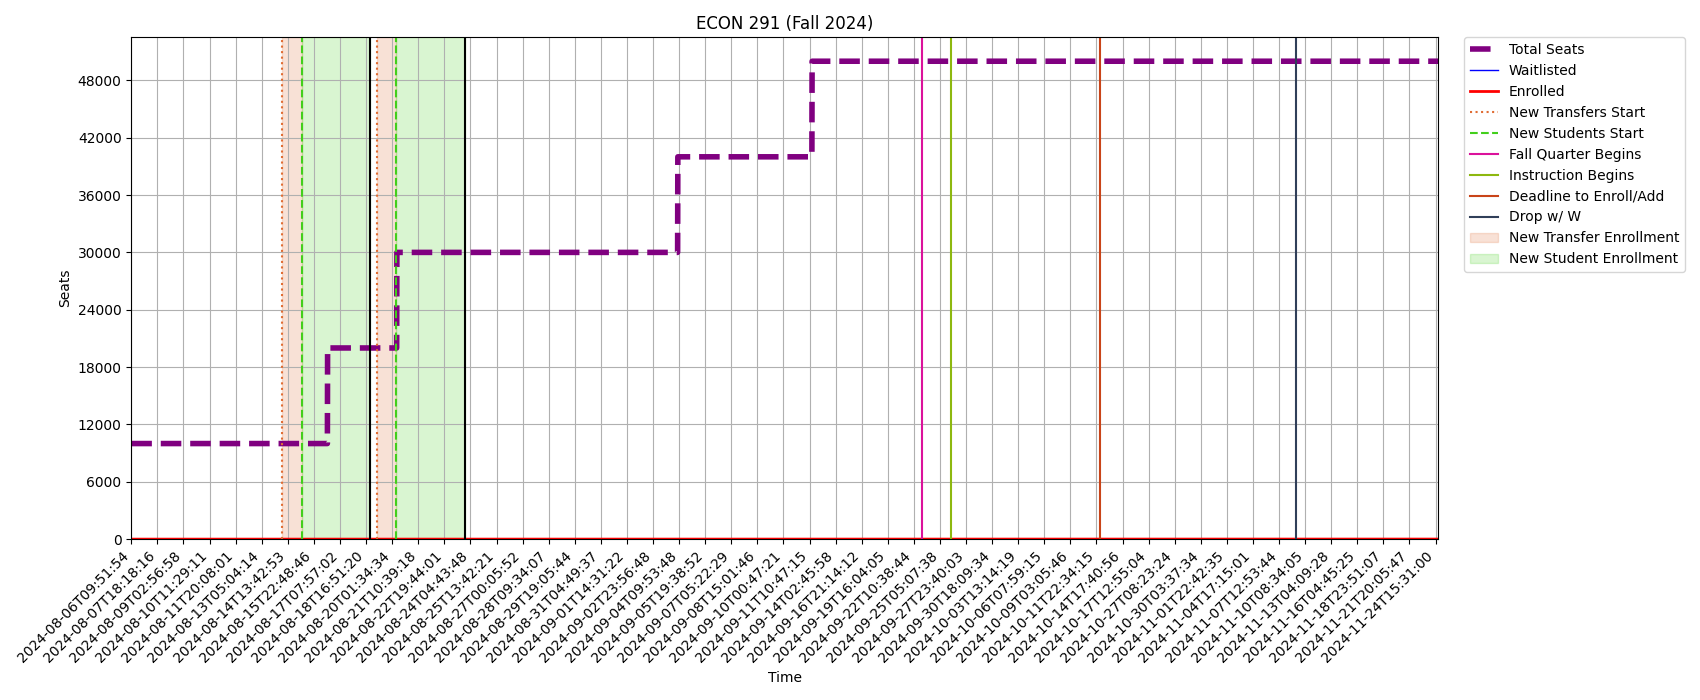 ECON 291 (Fall 2024)
Total Seats
Waitlisted
Enrolled
New Transfers Start
New Students Start
Fall Quarter Begins
Instruction Begins
Deadline to Enroll/Add
Drop w/ W
New Transfer Enrollment
New Student Enrollment
Seats
48000
42000
36000
30000
24000
18000
12000
6000
0
2024-08-06T09:51:54
2024-08-07T18:18:16
2024-08-09T02:56:58
2024-08-10T11:29:11
2024-08-11T20:08:01
2024-08-13T05:04:14
2024-08-14T13:42:53
2024-08-15T22:48:46
2024-08-17T07:57:02
2024-08-18T16:51:20
2024-08-20T01:34:34
2024-08-21T10:39:18
2024-08-22T19:44:01
2024-08-24T04:43:48
2024-08-25T13:42:21
2024-08-27T00:05:52
2024-08-28T09:34:07
2024-08-29T19:05:44
2024-08-31T04:49:37
2024-09-01T14:31:22
2024-09-02T23:56:48
2024-09-04T09:53:48
2024-09-05T19:38:52
2024-09-07T05:22:29
2024-09-08T15:01:46
2024-09-10T00:47:21
2024-09-11T10:47:15
2024-09-14T02:45:58
2024-09-16T21:14:12
2024-09-19T16:04:05
2024-09-22T10:38:44
2024-09-25T05:07:38
2024-09-27T23:40:03
2024-09-30T18:09:34
2024-10-03T13:14:19
2024-10-06T07:59:15
2024-10-09T03:05:46
2024-10-11T22:34:15
2024-10-14T17:40:56
2024-10-17T12:55:04
2024-10-27T08:23:24
2024-10-30T03:37:34
2024-11-01T22:42:35
2024-11-04T17:15:01
2024-11-07T12:53:44
2024-11-10T08:34:05
2024-11-13T04:09:28
2024-11-16T04:45:25
2024-11-18T23:51:07
2024-11-21T20:05:47
2024-11-24T15:31:00
Time